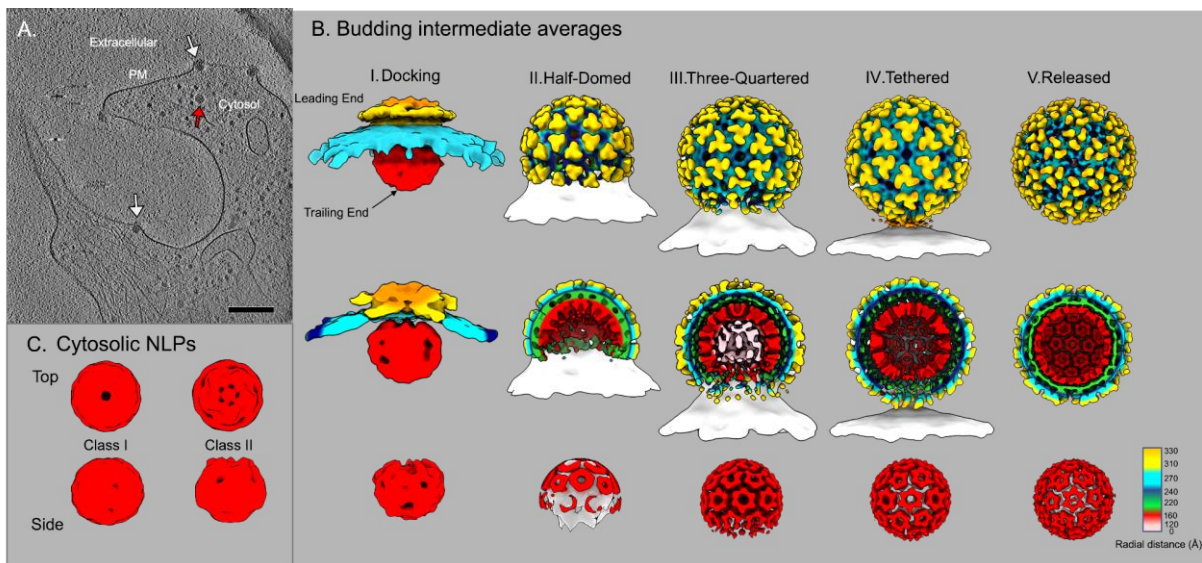 A.
Extracellular
PM
Cytosol
B. Budding intermediate averages
I.Docking
II.Half-Domed
III.Three-Quartered
IV.Tethered
V.Released
Leading End
Trailing End
C. Cytosolic NLPs
Top
Class I
Class II
Side
330
310
270
240
220
160
120
0
Radial distance (Å)